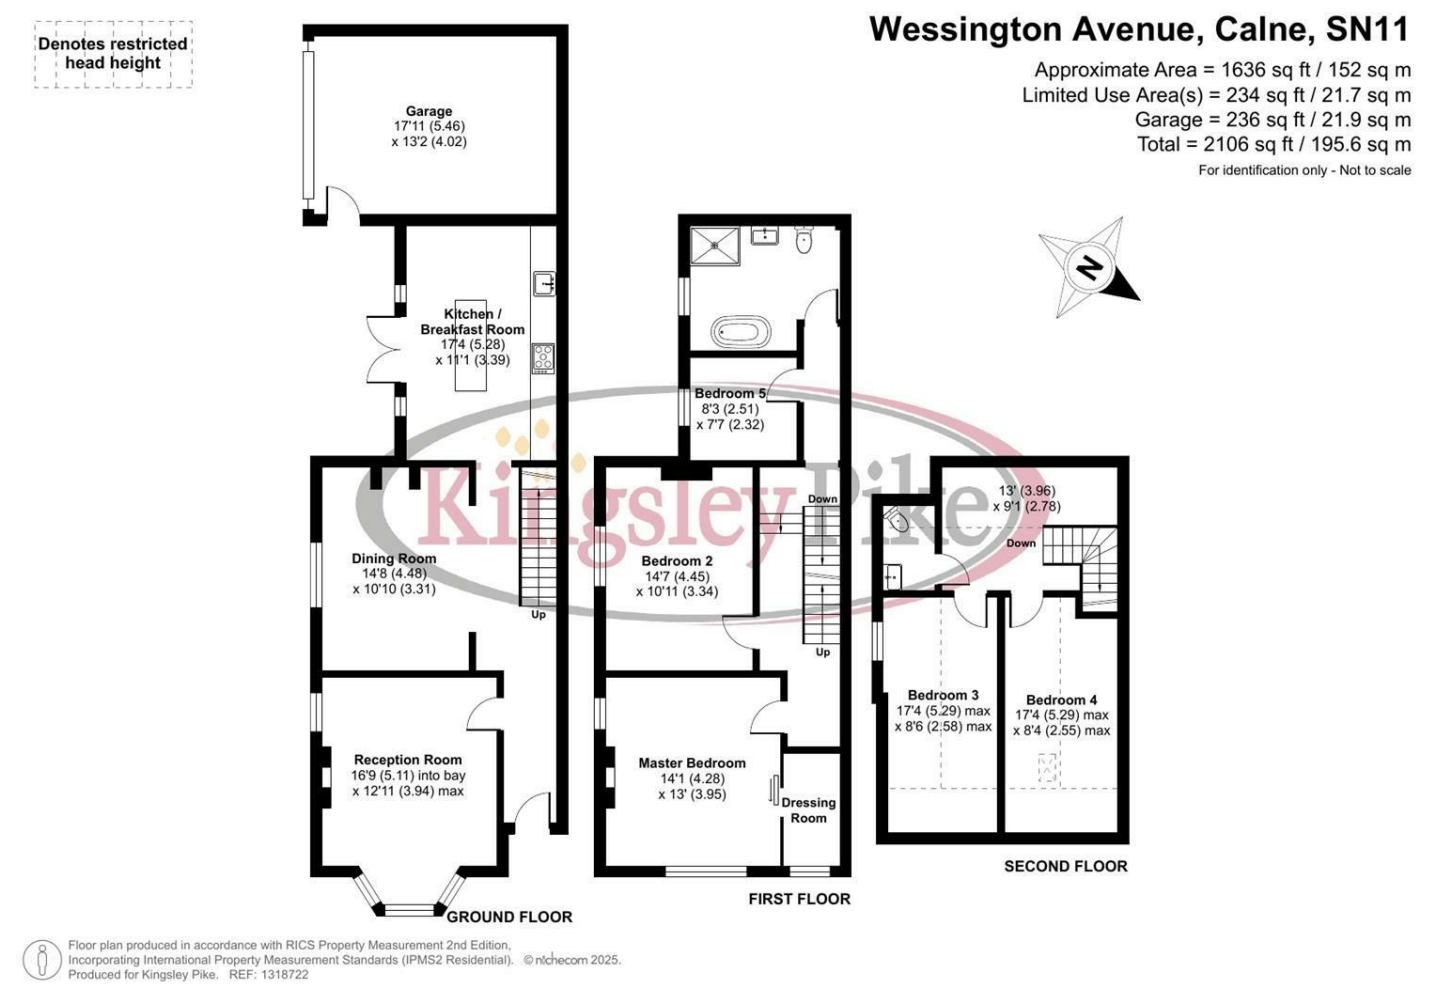 Denotes restricted
head height
Wessington Avenue, Calne, SN11
Approximate Area = 1636 sq ft / 152 sq m
Limited Use Area(s) = 234 sq ft / 21.7 sq m
Garage = 236 sq ft / 21.9 sq m
Total = 2106 sq ft / 195.6 sq m
For identification only - Not to scale
Garage
17'11 (5.46)
x 13'2 (4.02)
N
Kitchen /
Breakfast Room
17'4 (5.28)
x 11'1 (3.39)
Bedroom 5
8'3 (2.51)
x 7'7 (2.32)
Kingsley Pike
Dining Room
14'8 (4.48)
x 10'10 (3.31)
Up
Bedroom 2
14'7 (4.45)
x 10'11 (3.34)
Down
Up
13' (3.96)
x 9'1 (2.78)
Down
Reception Room
16'9 (5.11) into bay
x 12'11 (3.94) max
Master Bedroom
14'1 (4.28)
x 13' (3.95)
Dressing
Room
Bedroom 3
17'4 (5.29) max
x 8'6 (2.58) max
Bedroom 4
17'4 (5.29) max
x 8'4 (2.55) max
GROUND FLOOR
FIRST FLOOR
SECOND FLOOR
Floor plan produced in accordance with RICS Property Measurement 2nd Edition,
Incorporating International Property Measurement Standards (IPMS2 Residential). © nichecom 2025.
Produced for Kingsley Pike. REF: 1318722